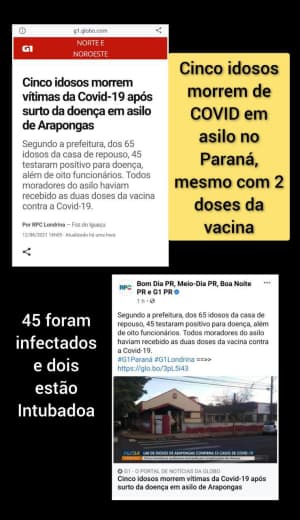 g1.globo.com
G1
NORTE E
NOROESTE
Cinco idosos morrem
vítimas da Covid-19 após
surto da doença em asilo
de Arapongas
Segundo a prefeitura, dos 65
idosos da casa de repouso, 45
testaram positivo para doença,
além de oito funcionários. Todos
moradores do asilo haviam
recebido as duas doses da vacina
contra a Covid-19.
Por RPC Londrina — Foz do Iguaçu
12/06/2021 16h05 · Atualizado há uma hora
Cinco idosos
morrem de
COVID em
asilo no
Paraná,
mesmo com 2
doses da
vacina
45 foram
infectados
e dois
estão
Intubadoa
RPC
Bom Dia PR, Meio-Dia PR, Boa Noite
PR e G1 PR
1 h
Segundo a prefeitura, dos 65 idosos da casa de
repouso, 45 testaram positivo para doença, além
de oito funcionários. Todos moradores do asilo
haviam recebido as duas doses da vacina contra
a Covid-19.
#G1Paraná #G1Londrina ==>>
https://glo.bo/3pL5i43
G1 - O PORTAL DE NOTÍCIAS DA GLOBO
Cinco idosos morrem vítimas da Covid-19 após
surto da doença em asilo de Arapongas